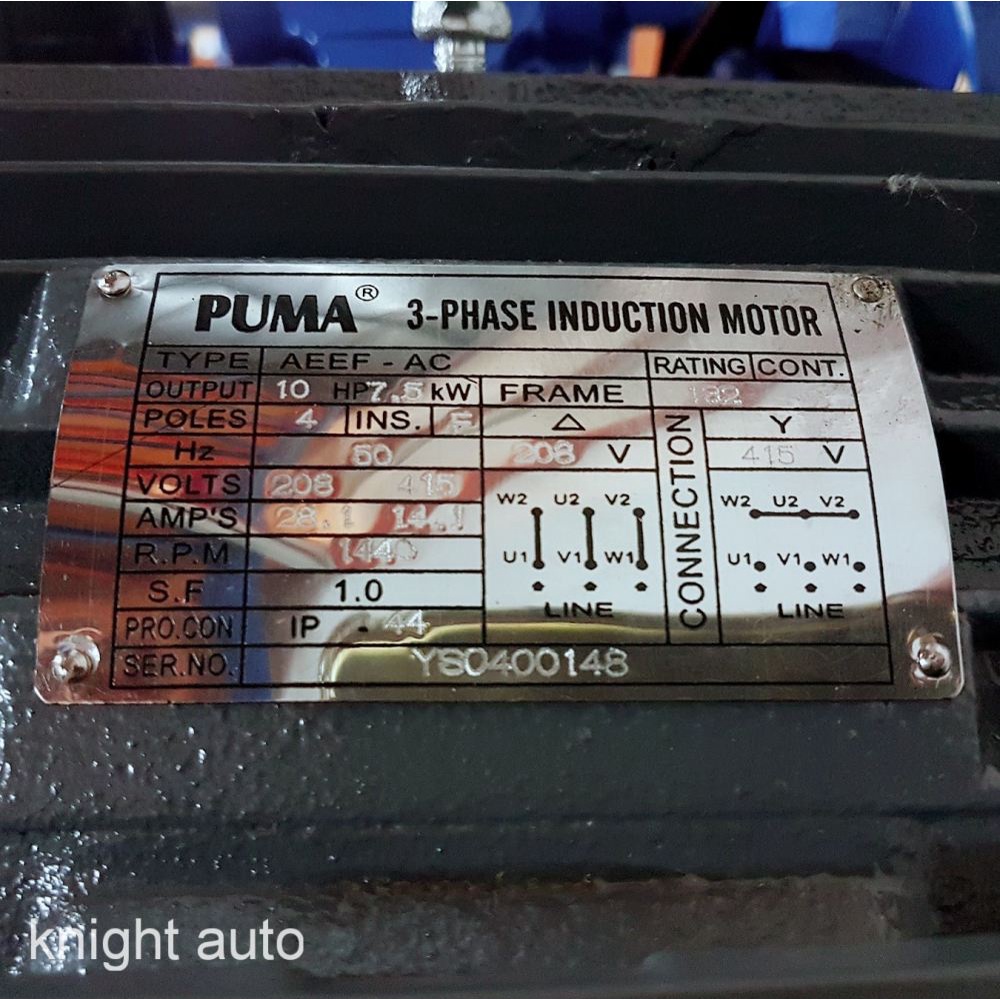 PUMA® 3-PHASE INDUCTION MOTOR
TYPE AEEF - AC RATING CONT.
OUTPUT 10 HP 7.5 kW FRAME 132
POLES 4 INS. F △ Y
Hz 50 208 V 415 V
VOLTS 208 415
AMP'S 28.1 14.1
R.P.M 1440
S.F 1.0
PRO.CON IP - 44
SER.NO. YS0400148
CONNECTION
W2 U2 V2
U1 V1 W1
LINE
W2 U2 V2
U1 V1 W1
LINE
knight auto